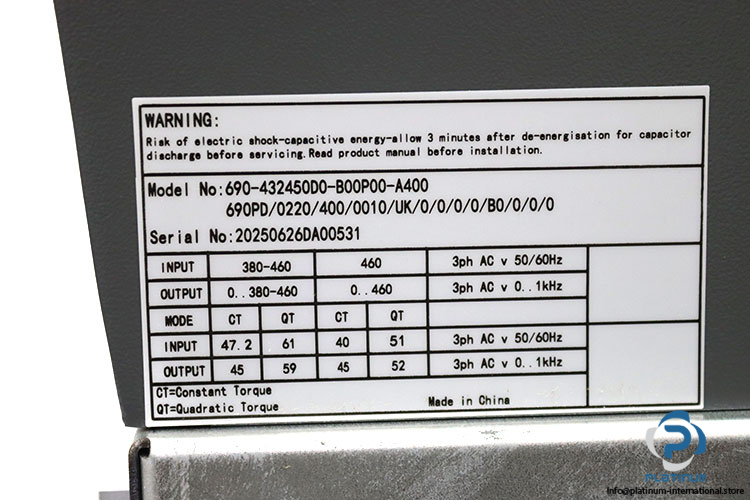 WARNING:
Risk of electric shock-capacitive energy-allow 3 minutes after de-energisation for capacitor
discharge before servicing.Read product manual before installation.
Model No:690-432450D0-B00P00-A400
690PD/0220/400/0010/UK/0/0/0/0/B0/0/0/0
Serial No:20250626DA00531
INPUT 380-460 460 3ph AC v 50/60Hz
OUTPUT 0..380-460 0..460 3ph AC v 0..1kHz
MODE CT QT CT QT
INPUT 47.2 61 40 51 3ph AC v 50/60Hz
OUTPUT 45 59 45 52 3ph AC v 0..1kHz
CT=Constant Torque
QT=Quadratic Torque
Made in China
PLATINUM
info@platinum-international.store